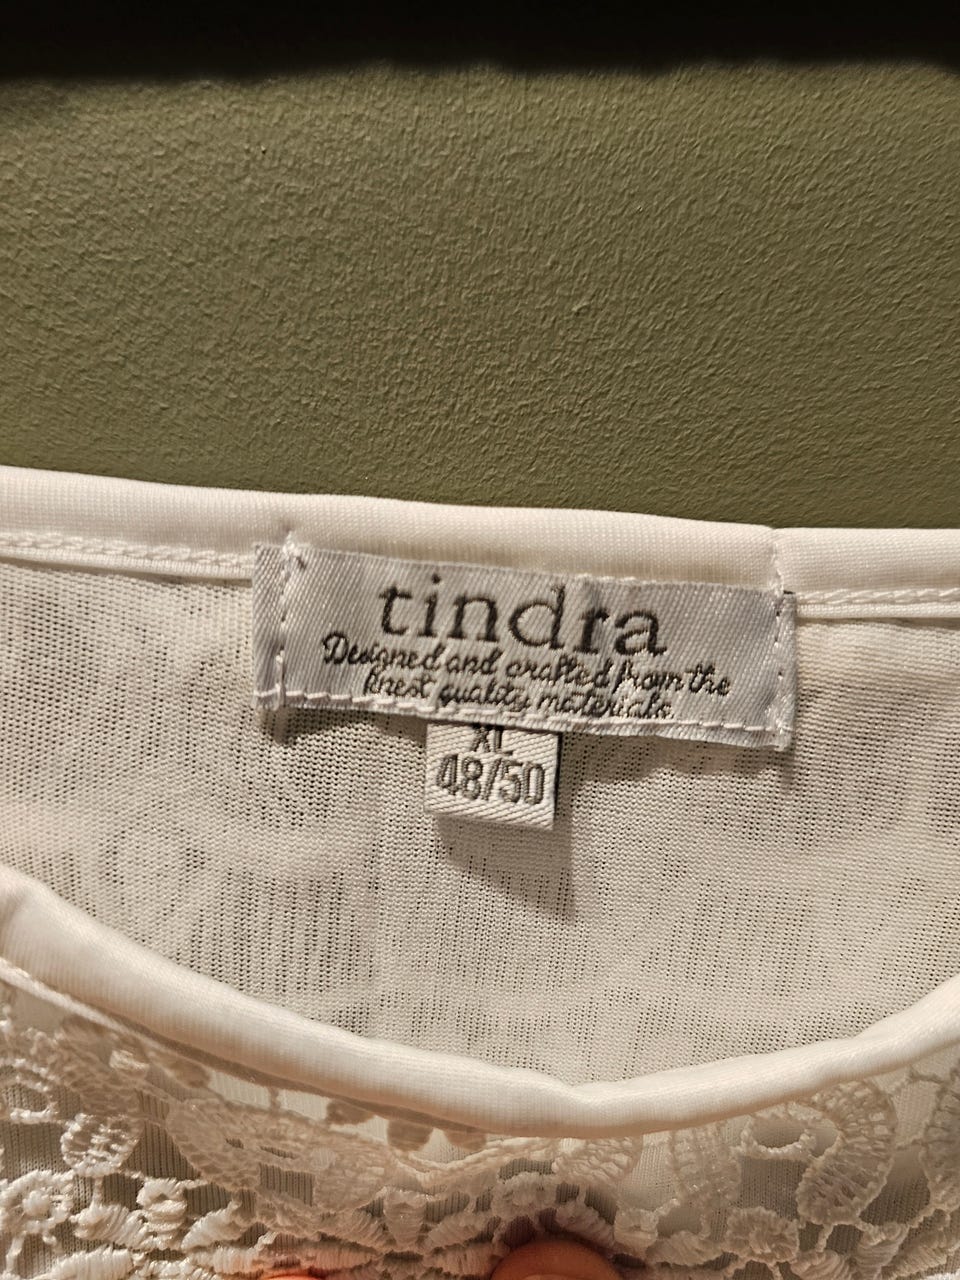 tindra
Designed and crafted from the
finest quality materials
XL
48/50